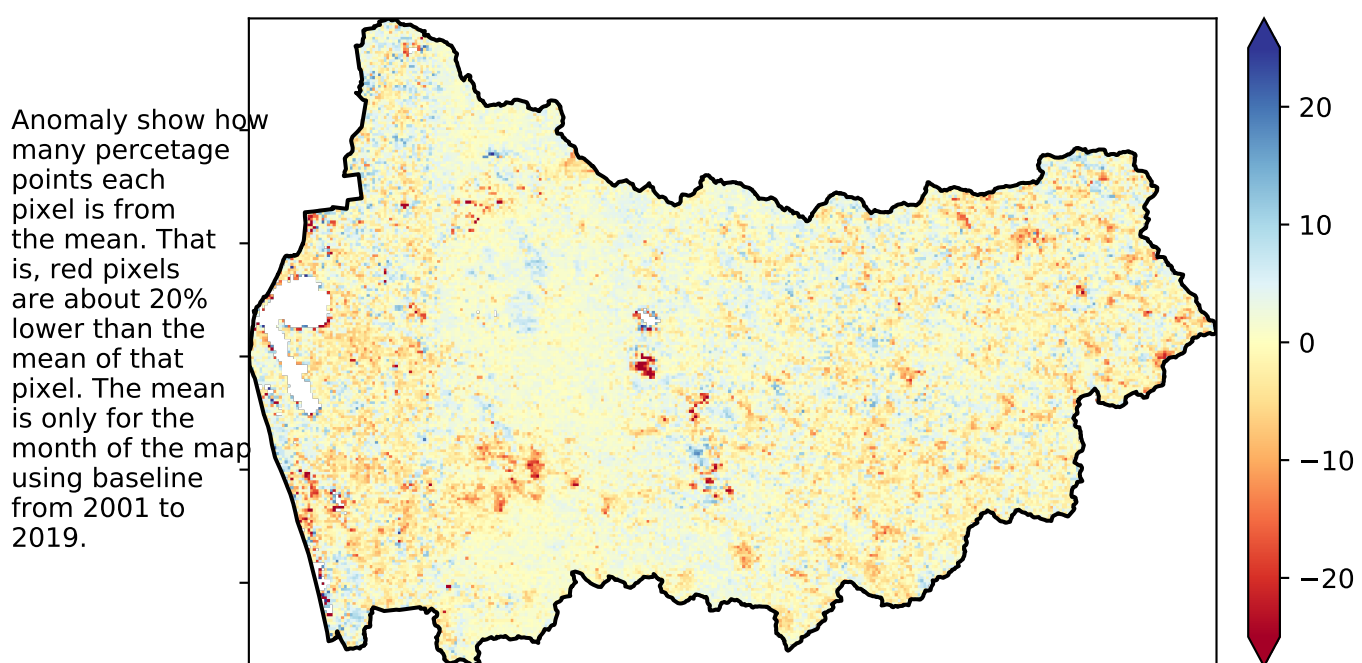 Anomaly show how
many percetage
points each
pixel is from
the mean. That
is, red pixels
are about 20%
lower than the
mean of that
pixel. The mean
is only for the
month of the map
using baseline
from 2001 to
2019.
20
10
0
−10
−20